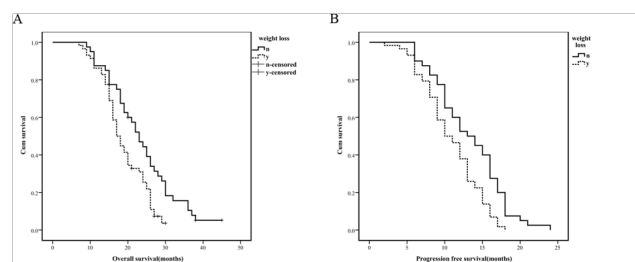 A
weight loss
n
y
n-censored
y-censored
Cum survival
1.0
0.8
0.6
0.4
0.2
0.0
0
10
20
30
40
50
Overall survival(months)
B
weight
loss
n
y
Cum survival
1.0
0.8
0.6
0.4
0.2
0.0
0
5
10
15
20
25
Progression free survival(months)